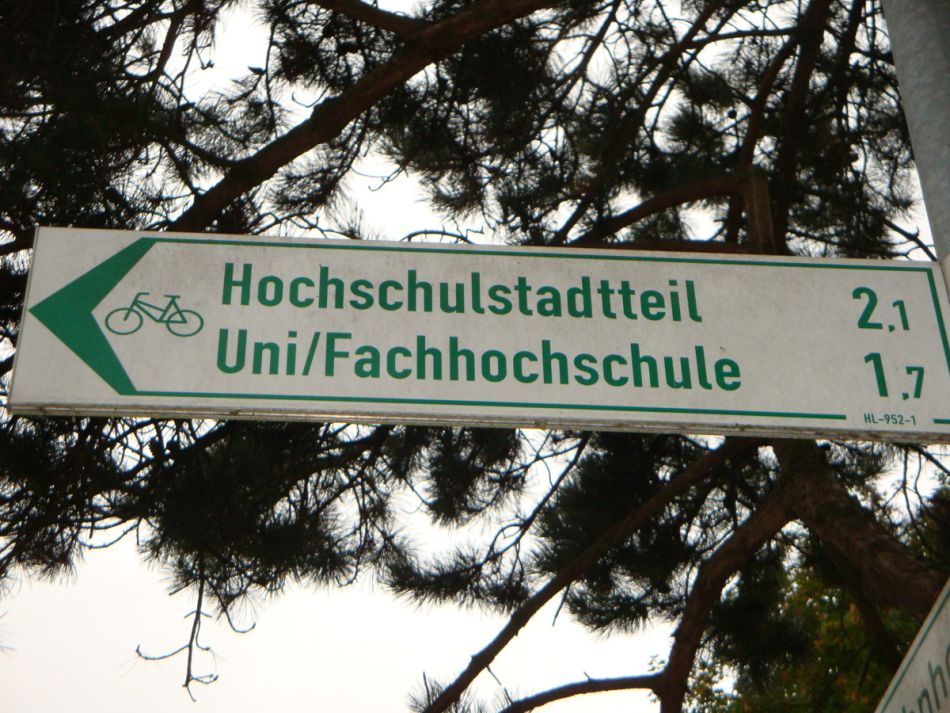 Hochschulstadtteil 2,1
Uni/Fachhochschule 1,7
HL-952-1